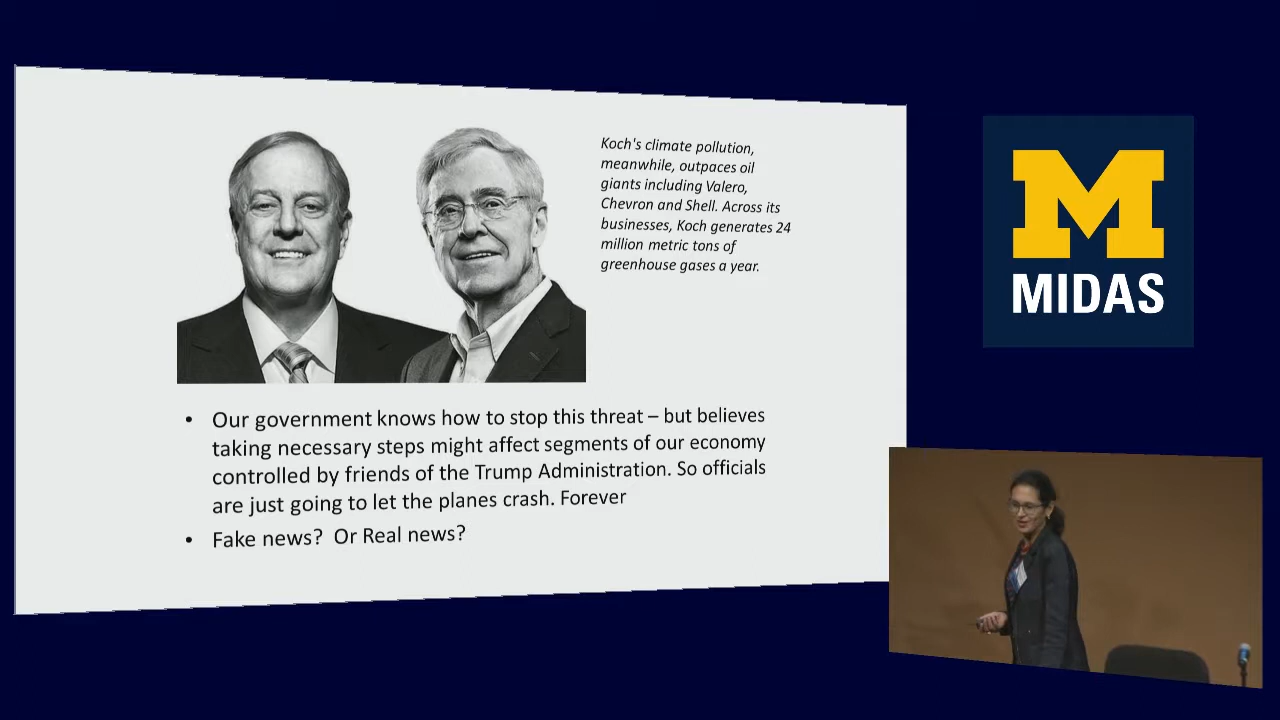 Koch's climate pollution,
meanwhile, outpaces oil
giants including Valero,
Chevron and Shell. Across its
businesses, Koch generates 24
million metric tons of
greenhouse gases a year.
• Our government knows how to stop this threat – but believes
taking necessary steps might affect segments of our economy
controlled by friends of the Trump Administration. So officials
are just going to let the planes crash. Forever
• Fake news? Or Real news?
M
MIDAS